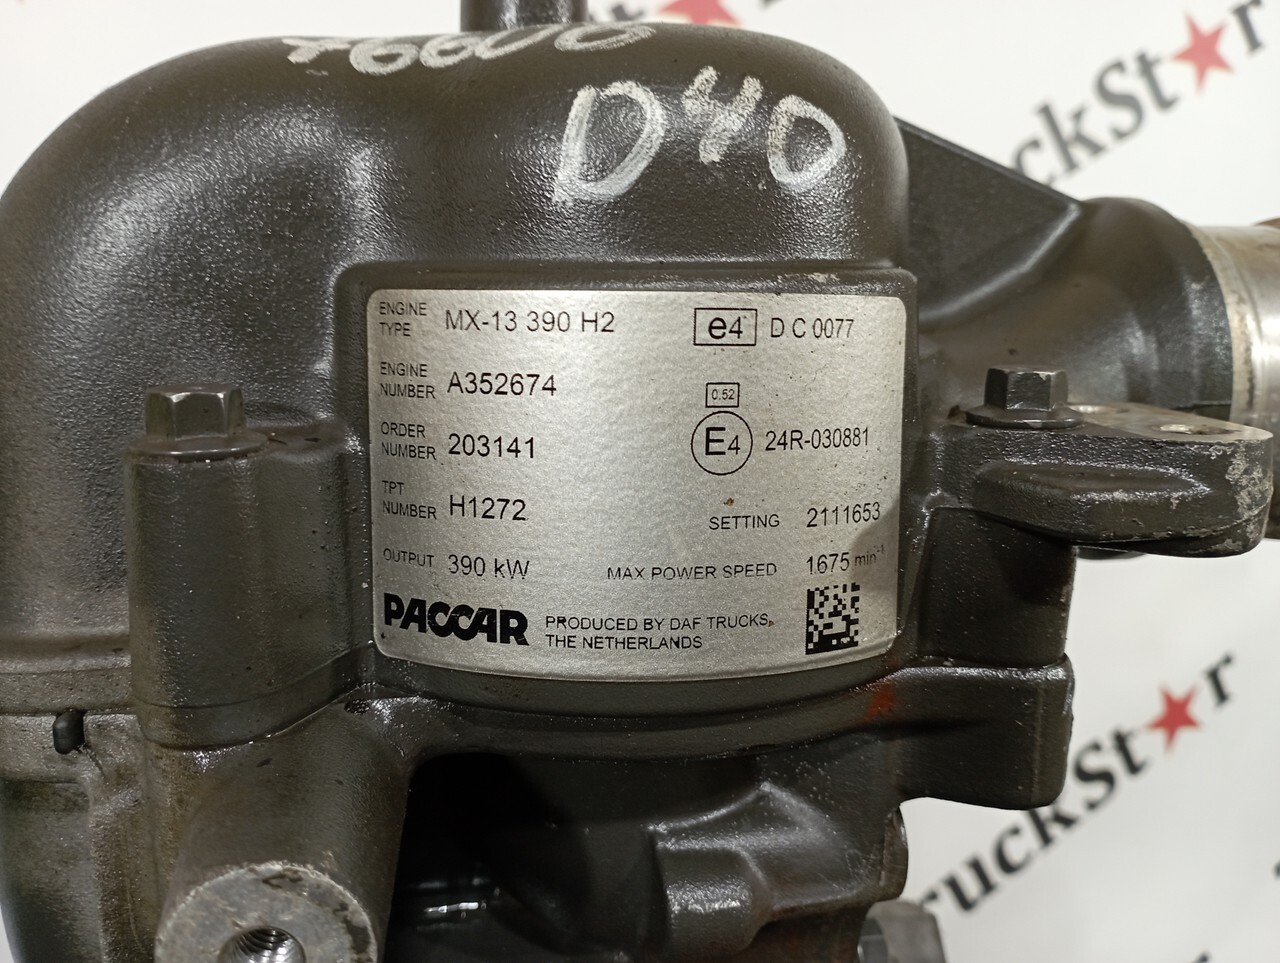 76606
D40
ckSt★r
ENGINE TYPE MX-13 390 H2
e4 D C 0077
ENGINE NUMBER A352674
0.52
ORDER NUMBER 203141
E4 24R-030881
TPT NUMBER H1272
SETTING 2111653
OUTPUT 390 kW
MAX POWER SPEED 1675 min⁻¹
PACCAR
PRODUCED BY DAF TRUCKS,
THE NETHERLANDS
ruckSt★r